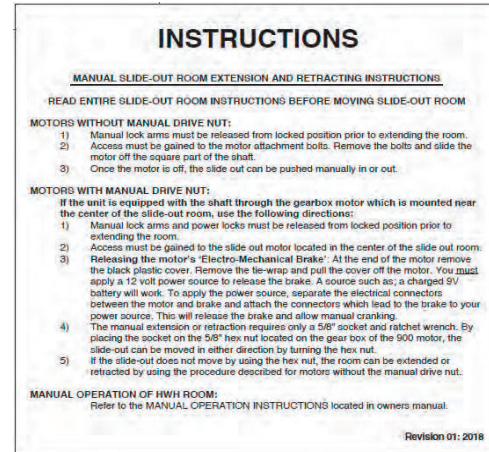 INSTRUCTIONS
MANUAL SLIDE-OUT ROOM EXTENSION AND RETRACTING INSTRUCTIONS
READ ENTIRE SLIDE-OUT ROOM INSTRUCTIONS BEFORE MOVING SLIDE-OUT ROOM
MOTORS WITHOUT MANUAL DRIVE NUT:
1) Manual lock arms must be released from locked position prior to extending the room.
2) Access must be gained to the motor attachment bolts. Remove the bolts and slide the
motor off the square part of the shaft.
3) Once the motor is off, the slide out can be pushed manually in or out.
MOTORS WITH MANUAL DRIVE NUT:
If the unit is equipped with the shaft through the gearbox motor which is mounted near
the center of the slide-out room, use the following directions:
1) Manual lock arms and power locks must be released from locked position prior to
extending the room.
2) Access must be gained to the slide out motor located in the center of the slide out room.
3) Releasing the motor's 'Electro-Mechanical Brake': At the end of the motor remove
the black plastic cover. Remove the tie-wrap and pull the cover off the motor. You must
apply a 12 volt power source to release the brake. A source such as; a charged 9V
battery will work. To apply the power source, separate the electrical connectors
between the motor and brake and attach the connectors which lead to the brake to your
power source. This will release the brake and allow manual cranking.
4) The manual extension or retraction requires only a 5/8" socket and ratchet wrench. By
placing the socket on the 5/8" hex nut located on the gear box of the 900 motor, the
slide-out can be moved in either direction by turning the hex nut.
5) If the slide-out does not move by using the hex nut, the room can be extended or
retracted by using the procedure described for motors without the manual drive nut.
MANUAL OPERATION OF HWH ROOM:
Refer to the MANUAL OPERATION INSTRUCTIONS located in owners manual.
Revision 01: 2018